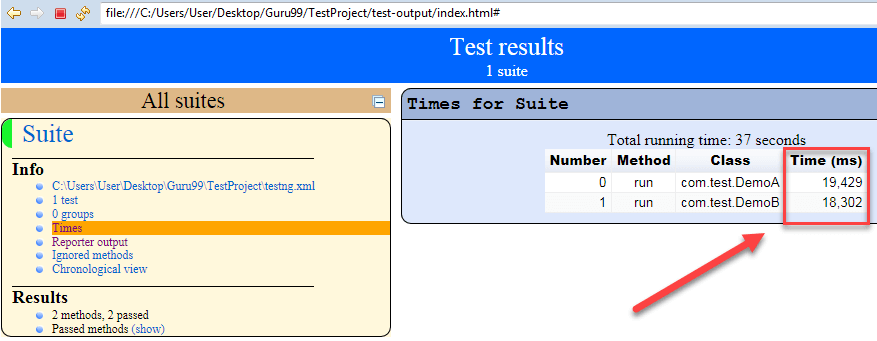 file:///C:/Users/User/Desktop/Guru99/TestProject/test-output/index.html#
Test results
1 suite
All suites
Suite
Info
C:\Users\User\Desktop\Guru99\TestProject\testng.xml
1 test
0 groups
Times
Reporter output
Ignored methods
Chronological view
Results
2 methods, 2 passed
Passed methods (show)
Times for Suite
Total running time: 37 seconds
Number Method Class Time (ms)
0 run com.test.DemoA 19,429
1 run com.test.DemoB 18,302